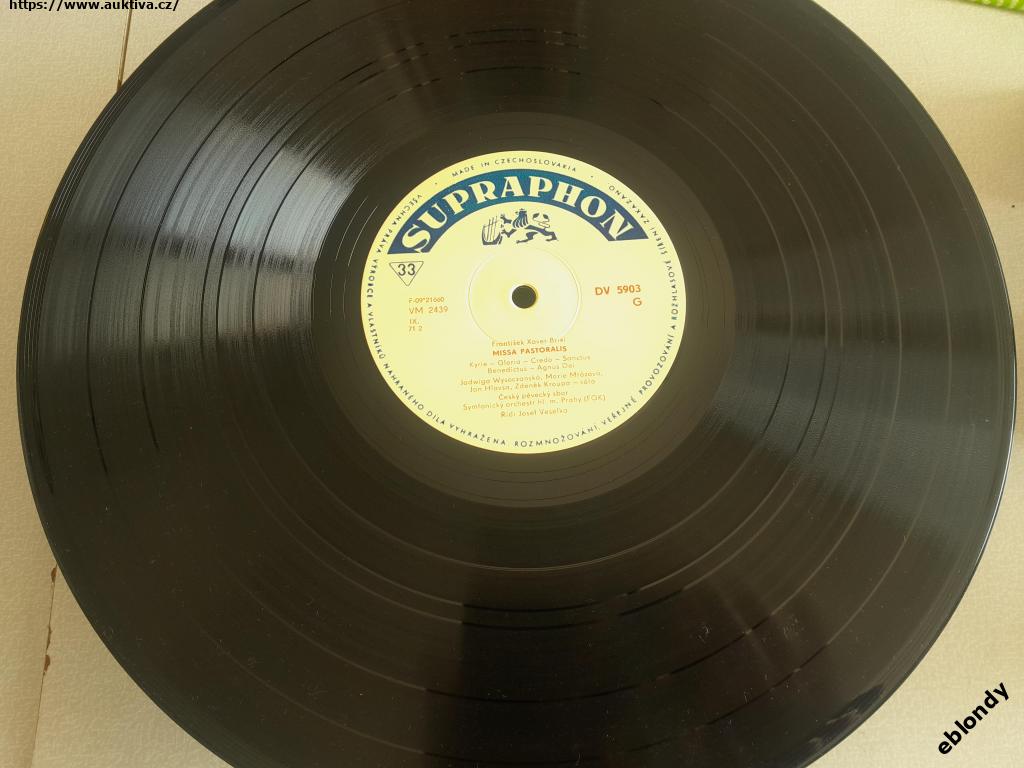 https://www.auktiva.cz/
MADE IN CZECHOSLOVAKIA
SUPRAPHON
33
F-09*21660
VM 2439
IX.
71 2
DV 5903
G
František Xaver Brixi
MISSA PASTORALIS
Kyrie – Gloria – Credo – Sanctus
Benedictus – Agnus Dei
Jadwiga Wysoczanská, Marie Mrázová,
Jan Hlavsa, Zdeněk Kroupa – sóla
Český pěvecký sbor
Symfonický orchestr hl. m. Prahy (FOK)
Řídí Josef Veselka
VŠECHNA PRÁVA VÝROBCE A VLASTNÍKŮ NAHRANÉHO DÍLA VYHRAŽENA. ROZMNOŽOVÁNÍ, VEŘEJNÉ PROVOZOVÁNÍ A ROZHLASOVÉ ŠÍŘENÍ ZAKÁZÁNO
eblondy